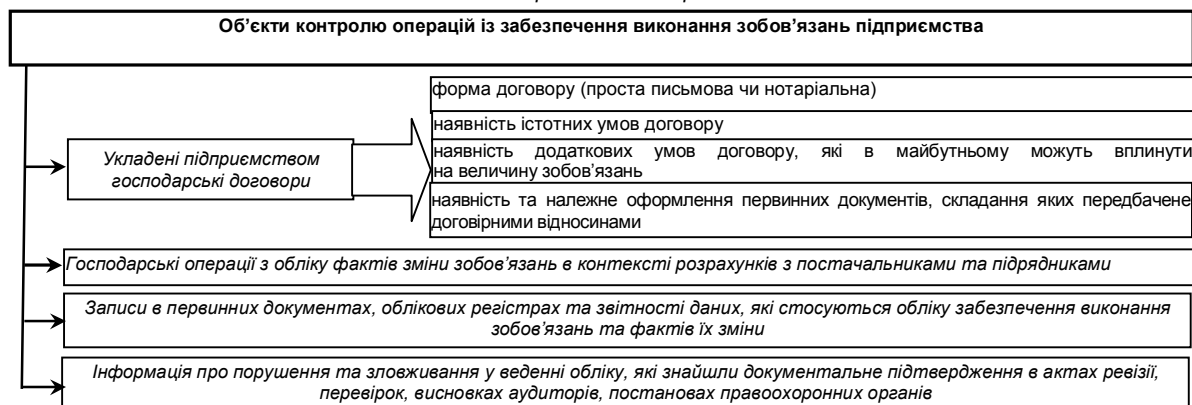 Об’єкти контролю операцій із забезпечення виконання зобов’язань підприємства
форма договору (проста письмова чи нотаріальна)
наявність істотних умов договору
Укладені підприємством
господарські договори
наявність додаткових умов договору, які в майбутньому можуть вплинути
на величину зобов’язань
наявність та належне оформлення первинних документів, складання яких передбачене
договірними відносинами
Господарські операції з обліку фактів зміни зобов’язань в контексті розрахунків з постачальниками та підрядниками
Записи в первинних документах, облікових регістрах та звітності даних, які стосуються обліку забезпечення виконання
зобов’язань та фактів їх зміни
Інформація про порушення та зловживання у веденні обліку, які знайшли документальне підтвердження в актах ревізії,
перевірок, висновках аудиторів, постановах правоохоронних органів